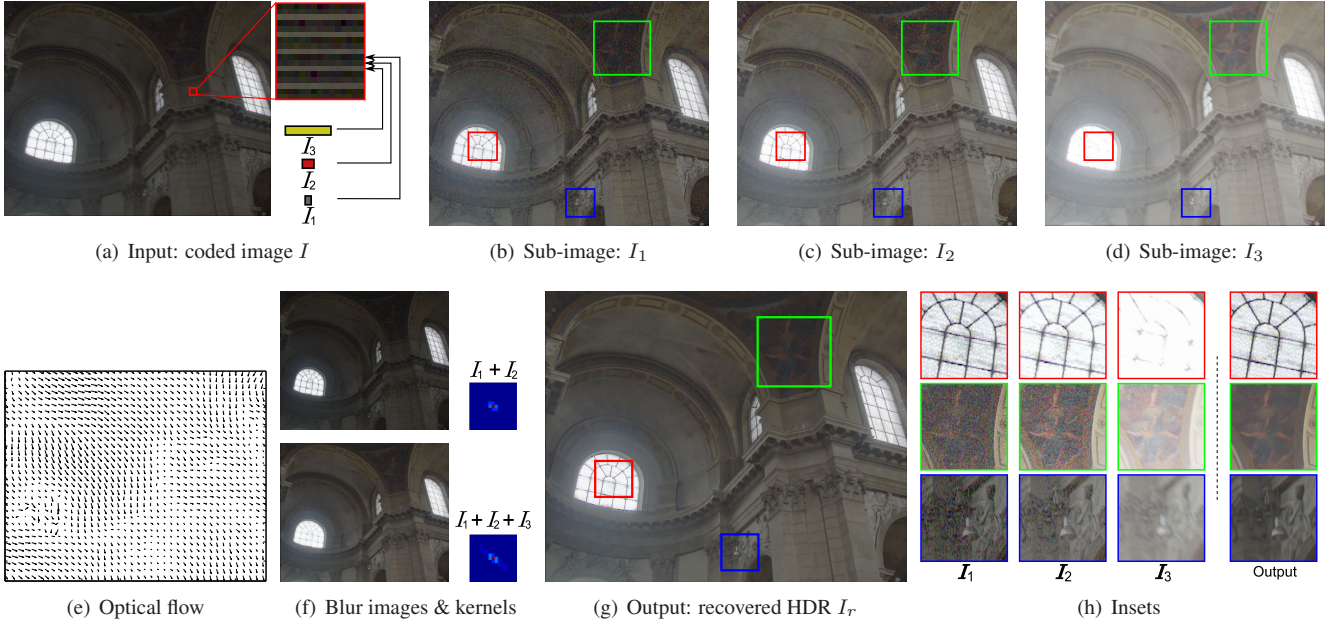 I₃
I₂
I₁
(a) Input: coded image I
(b) Sub-image: I₁
(c) Sub-image: I₂
(d) Sub-image: I₃
I₁ + I₂
I₁ + I₂ + I₃
I₁
I₂
I₃
Output
(e) Optical flow
(f) Blur images & kernels
(g) Output: recovered HDR Iᵣ
(h) Insets